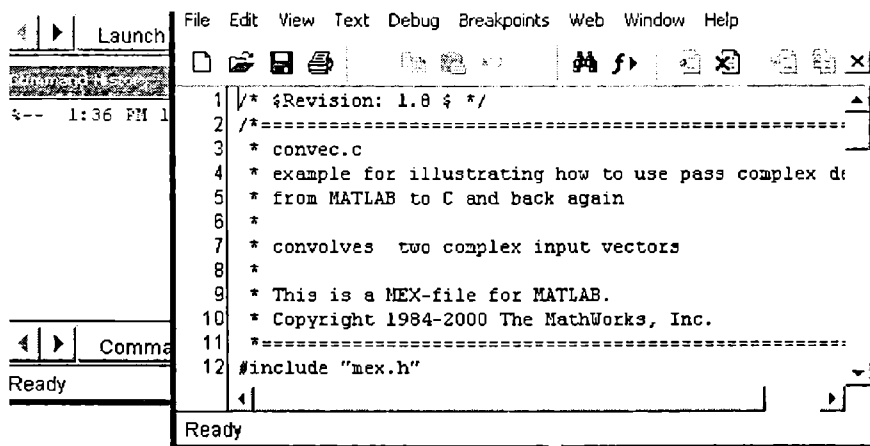 Launch
%-- 1:36 PM 1
Comma
Ready
File Edit View Text Debug Breakpoints Web Window Help
1 /* $Revision: 1.8 $ */
2 /*=========================================================
3 * convec.c
4 * example for illustrating how to use pass complex da
5 * from MATLAB to C and back again
6 *
7 * convolves two complex input vectors
8 *
9 * This is a MEX-file for MATLAB.
10 * Copyright 1984-2000 The MathWorks, Inc.
11 *=========================================================
12 #include "mex.h"
Ready